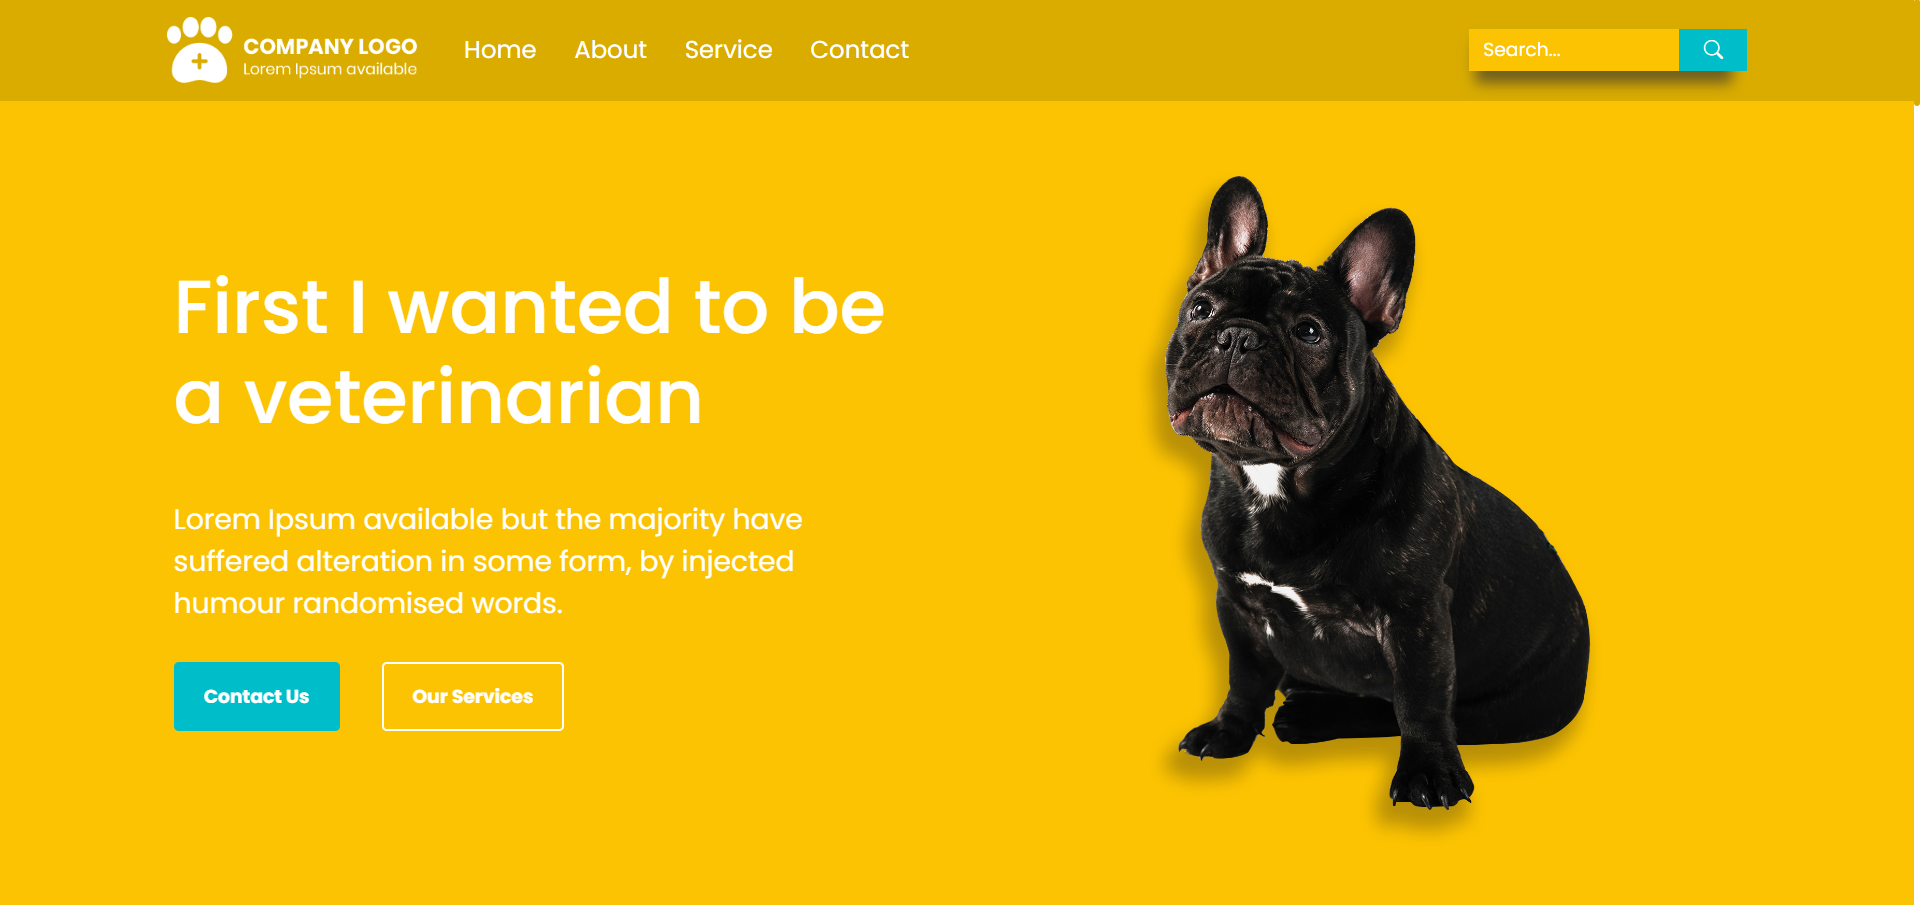 COMPANY LOGO
Lorem Ipsum available
Home About Service Contact
Search...
First I wanted to be
a veterinarian
Lorem Ipsum available but the majority have
suffered alteration in some form, by injected
humour randomised words.
Contact Us
Our Services